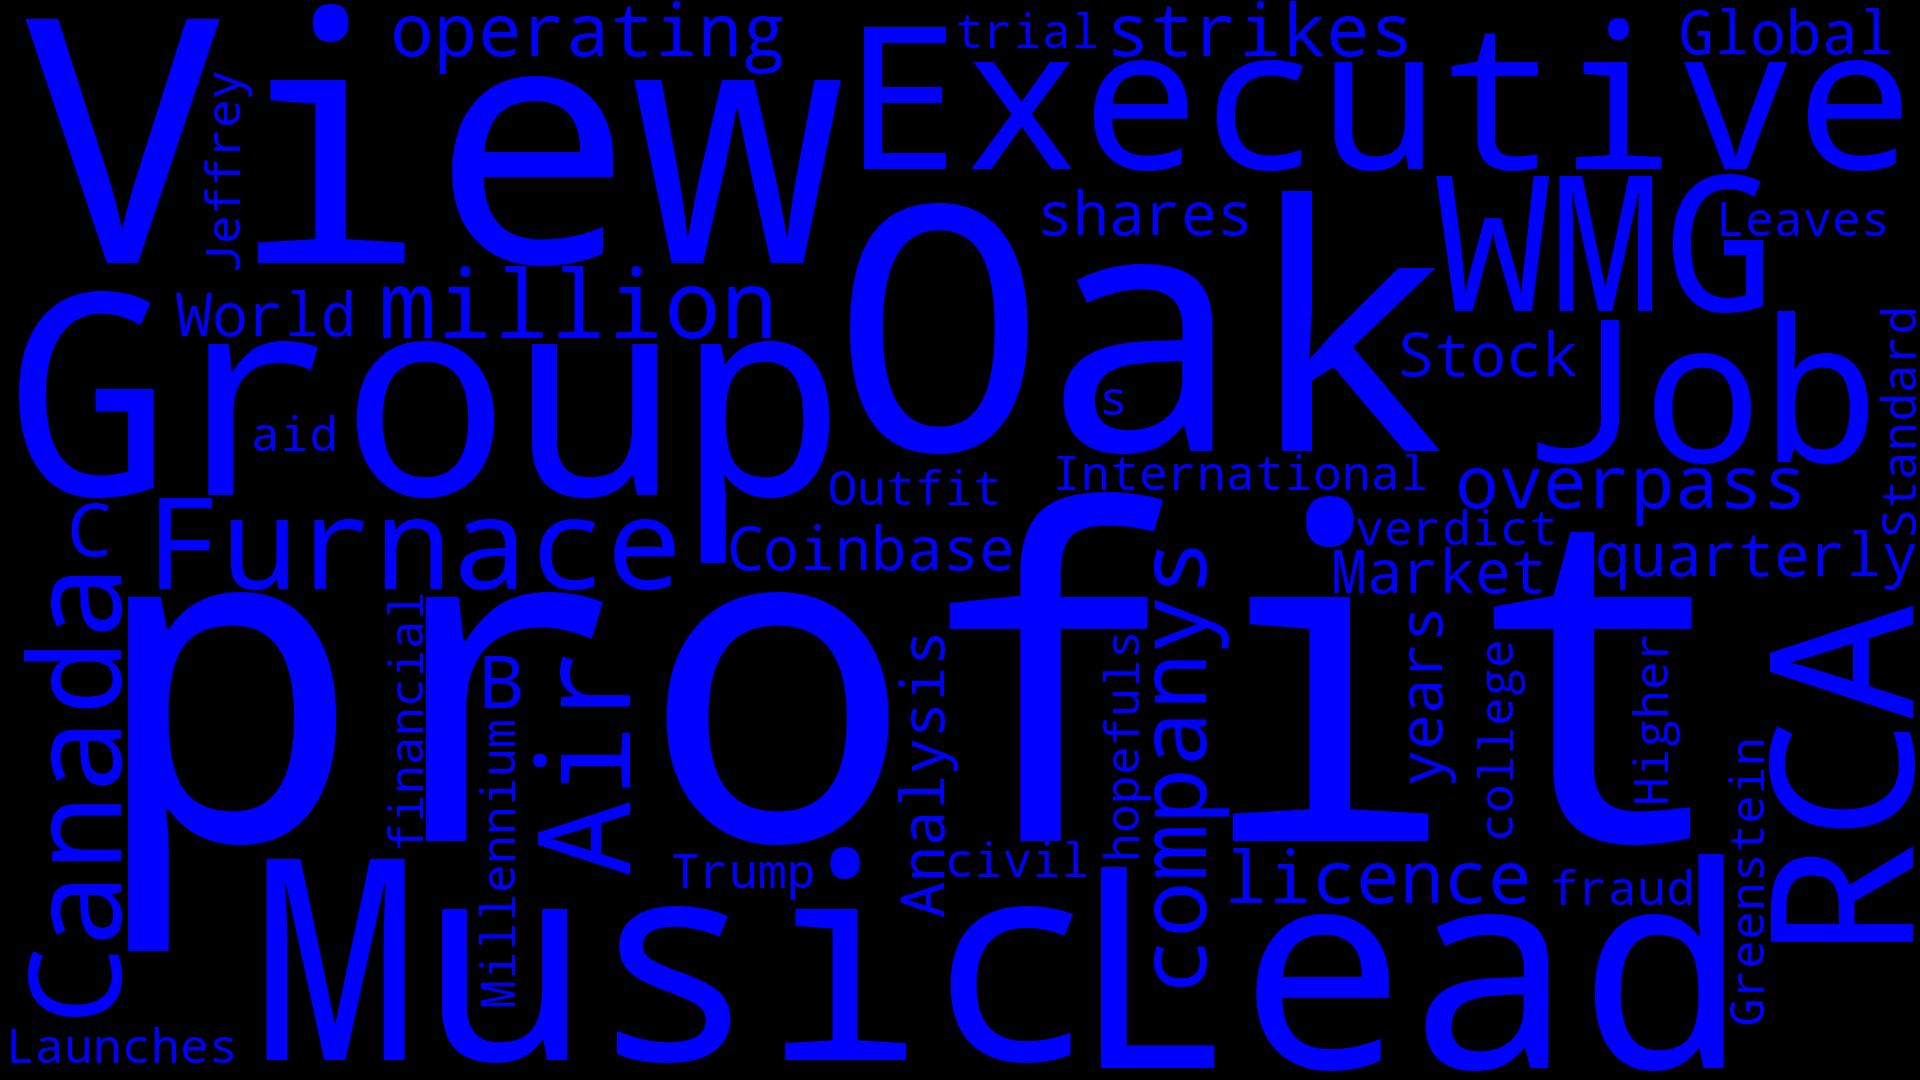 View
operating
Executive
trial
strikes
Global
Jeffrey
Oak
shares
WMG
Leaves
Group
World
million
Stock
Job
Standard
aid
s
Outfit
International
overpass
C
Furnace
Coinbase
verdict
Market
quarterly
profit
Canada
financial
B
Millennium
Air
Analysis
hopefuls
companys
years
college
Higher
RCA
Greenstein
Trump
civil
licence
fraud
Music
Lead
Launches